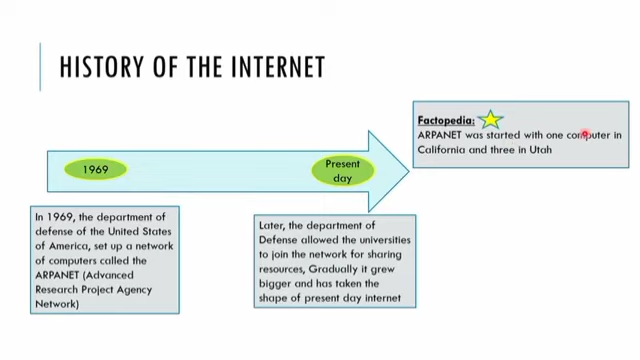 HISTORY OF THE INTERNET
Factopedia:
ARPANET was started with one computer in
California and three in Utah
1969
Present
day
In 1969, the department of
defense of the United States
of America, set up a network
of computers called the
ARPANET (Advanced
Research Project Agency
Network)
Later, the department of
Defense allowed the universities
to join the network for sharing
resources, Gradually it grew
bigger and has taken the
shape of present day internet